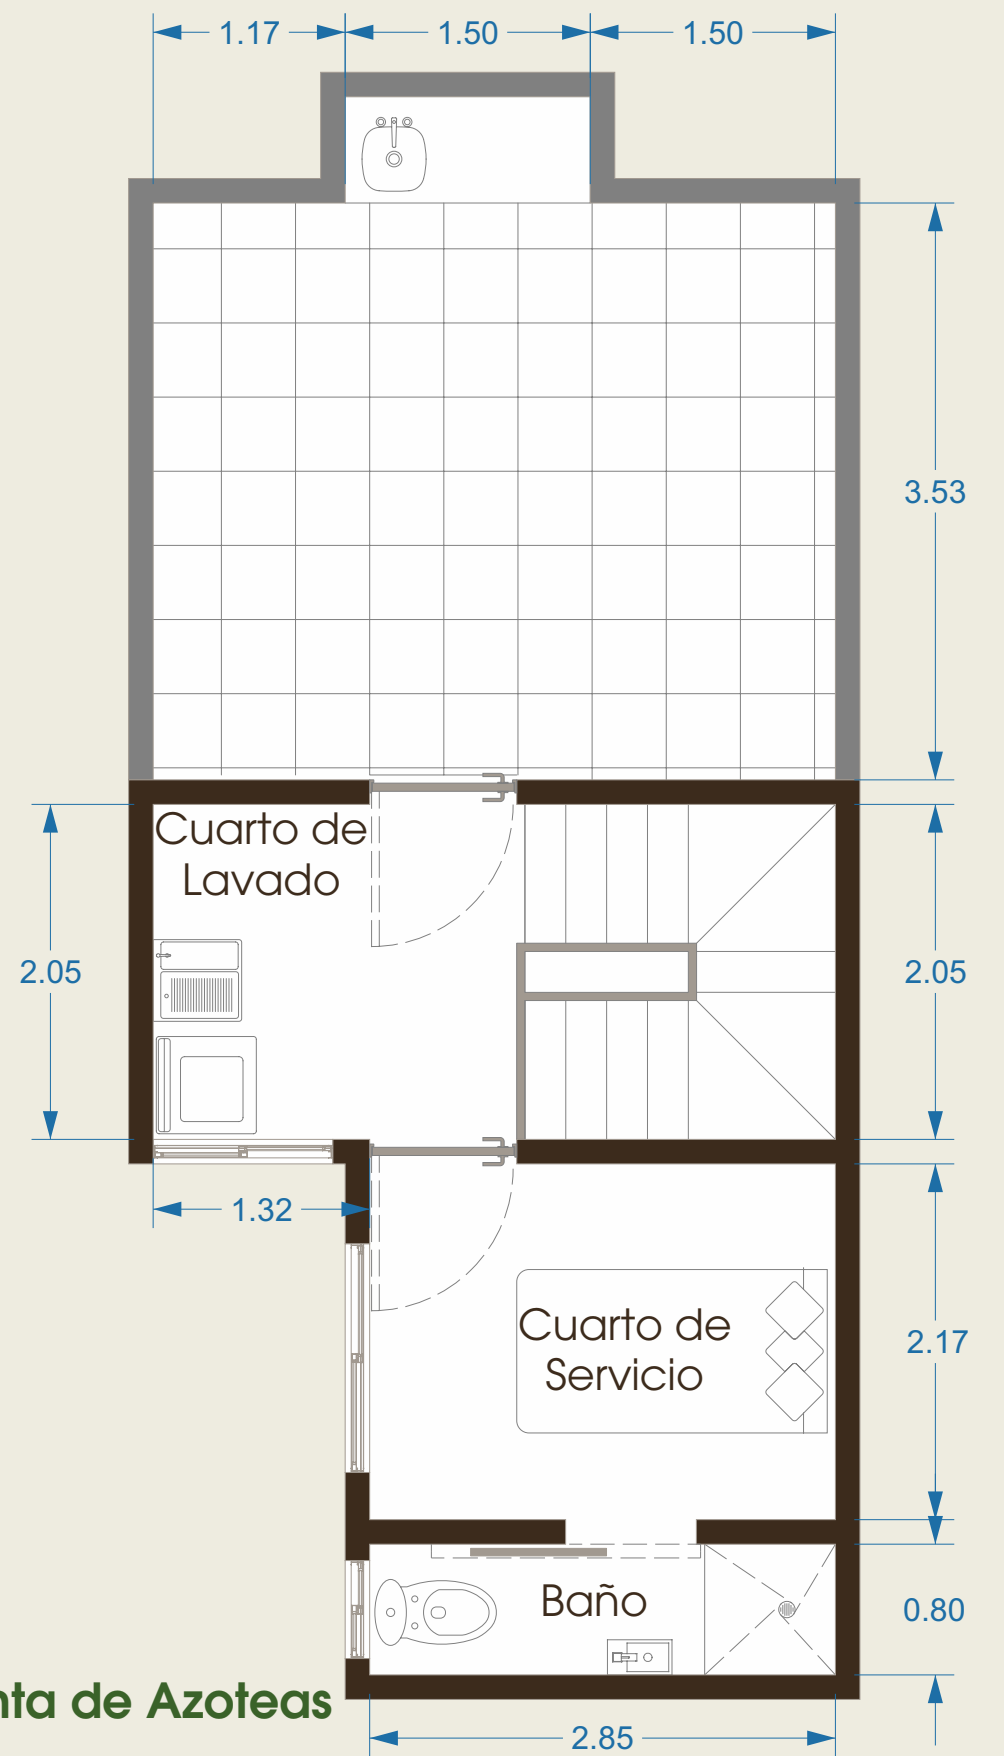 1.17 1.50 1.50
3.53
Cuarto de
Lavado
2.05
2.05
1.32
Cuarto de
Servicio
2.17
Baño
0.80
de Azoteas
2.85